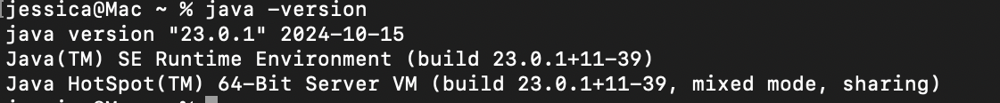 [jessica@Mac ~ % java -version
java version "23.0.1" 2024-10-15
Java(TM) SE Runtime Environment (build 23.0.1+11-39)
Java HotSpot(TM) 64-Bit Server VM (build 23.0.1+11-39, mixed mode, sharing)
jessica@Mac ~ %